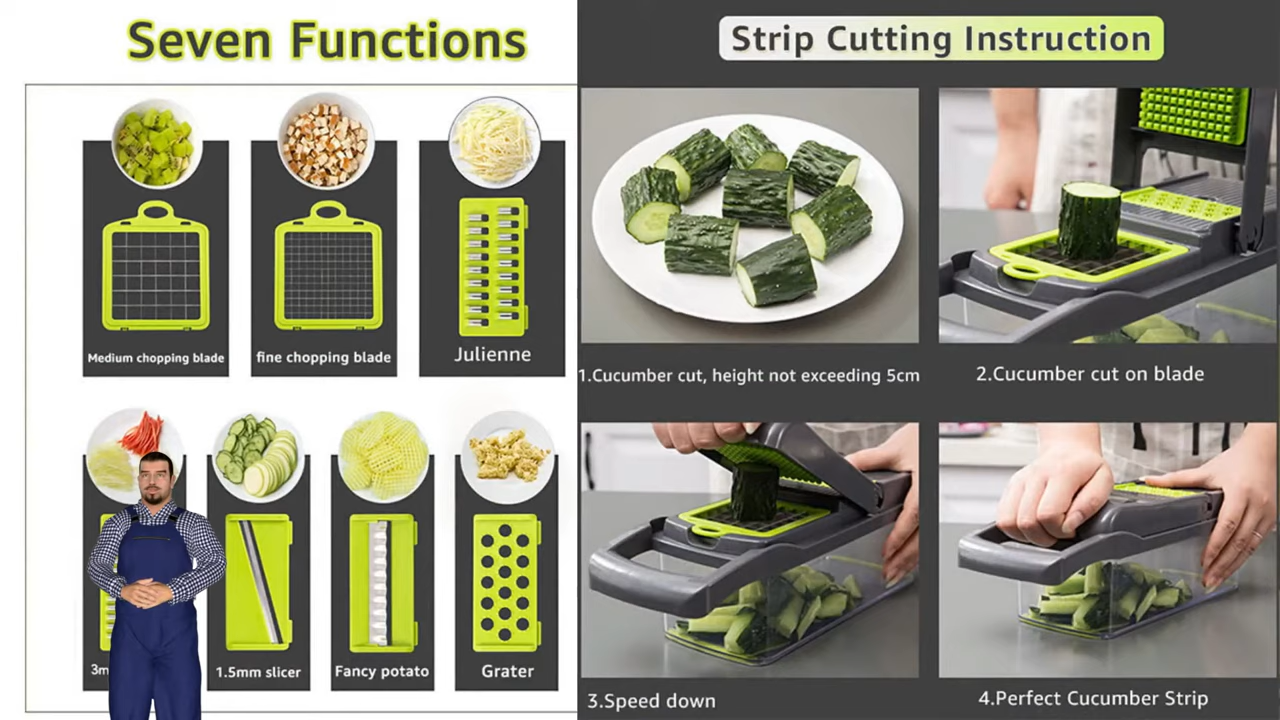 Seven Functions
Medium chopping blade
fine chopping blade
Julienne
3m
1.5mm slicer
Fancy potato
Grater
Strip Cutting Instruction
1.Cucumber cut, height not exceeding 5cm
2.Cucumber cut on blade
3.Speed down
4.Perfect Cucumber Strip